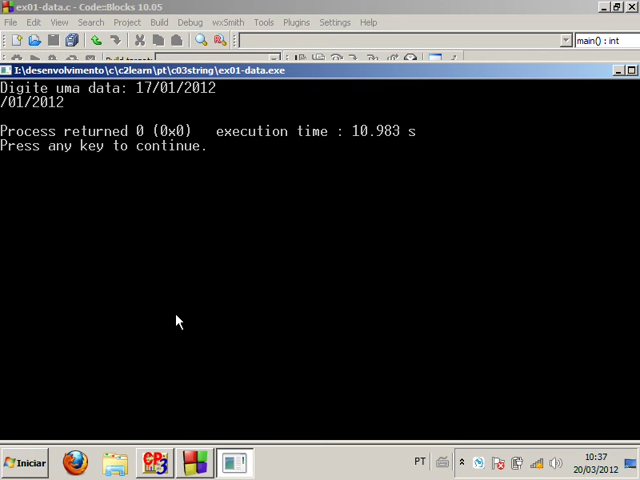 ex01-data.c - Code::Blocks 10.05
File Edit View Search Project Build Debug wxSmith Tools Plugins Settings Help
main() : int
Build target:
I:\desenvolvimento\c\c2learn\pt\c03string\ex01-data.exe
Digite uma data: 17/01/2012
/01/2012
Process returned 0 (0x0) execution time : 10.983 s
Press any key to continue.
Iniciar
PT
10:37
20/03/2012